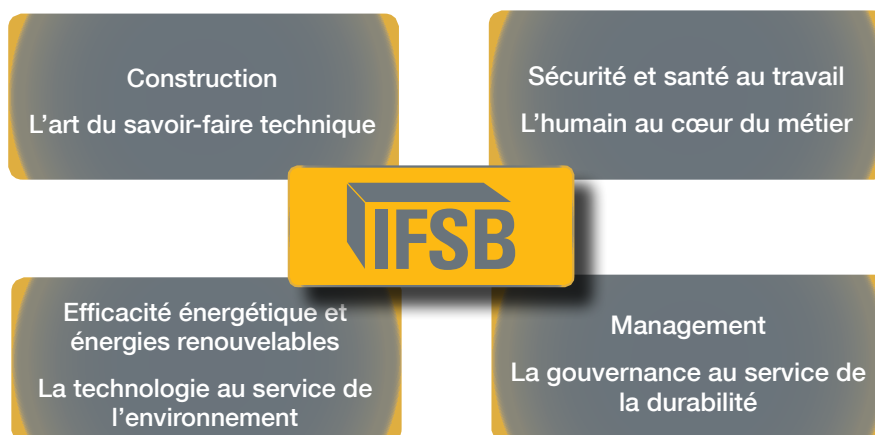 Construction
L’art du savoir-faire technique
Sécurité et santé au travail
L’humain au cœur du métier
IFSB
Efficacité énergétique et
énergies renouvelables
La technologie au service de
l’environnement
Management
La gouvernance au service de
la durabilité